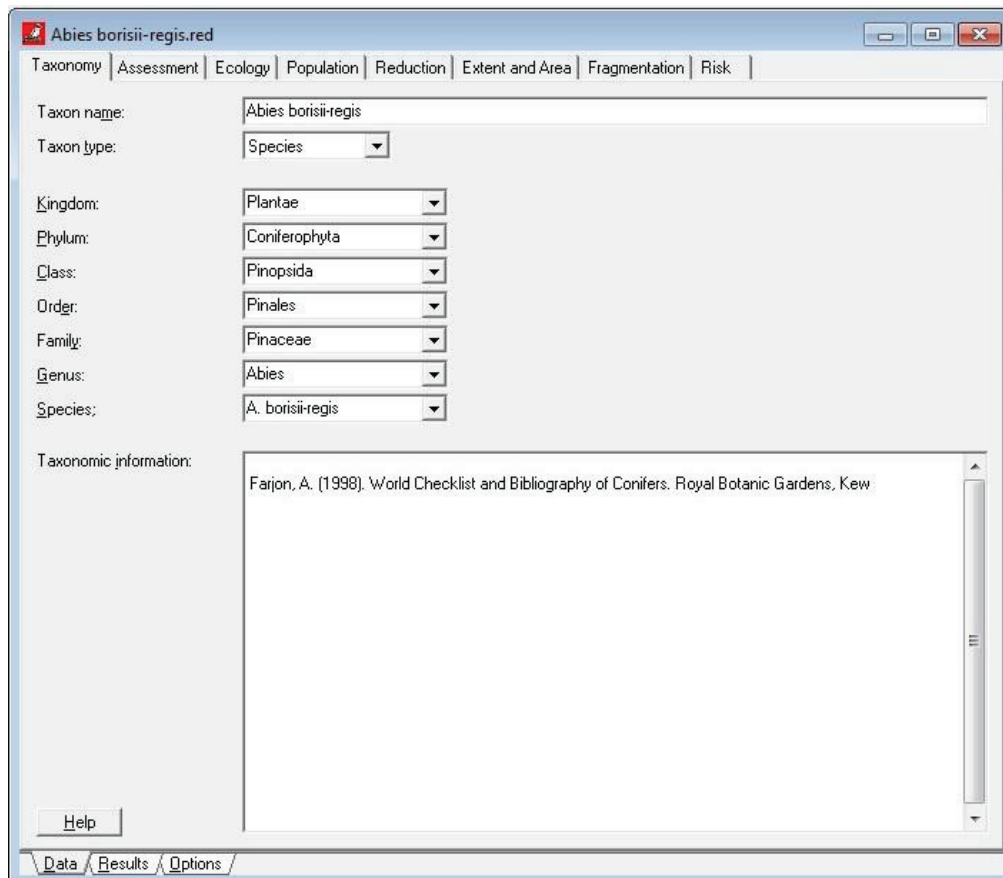 Abies borisii-regis.red
Taxonomy Assessment Ecology Population Reduction Extent and Area Fragmentation Risk
Taxon name: Abies borisii-regis
Taxon type: Species
Kingdom: Plantae
Phylum: Coniferophyta
Class: Pinopsida
Order: Pinales
Family: Pinaceae
Genus: Abies
Species; A. borisii-regis
Taxonomic information:
Farjon, A. (1998). World Checklist and Bibliography of Conifers. Royal Botanic Gardens, Kew
Help
Data Results Options